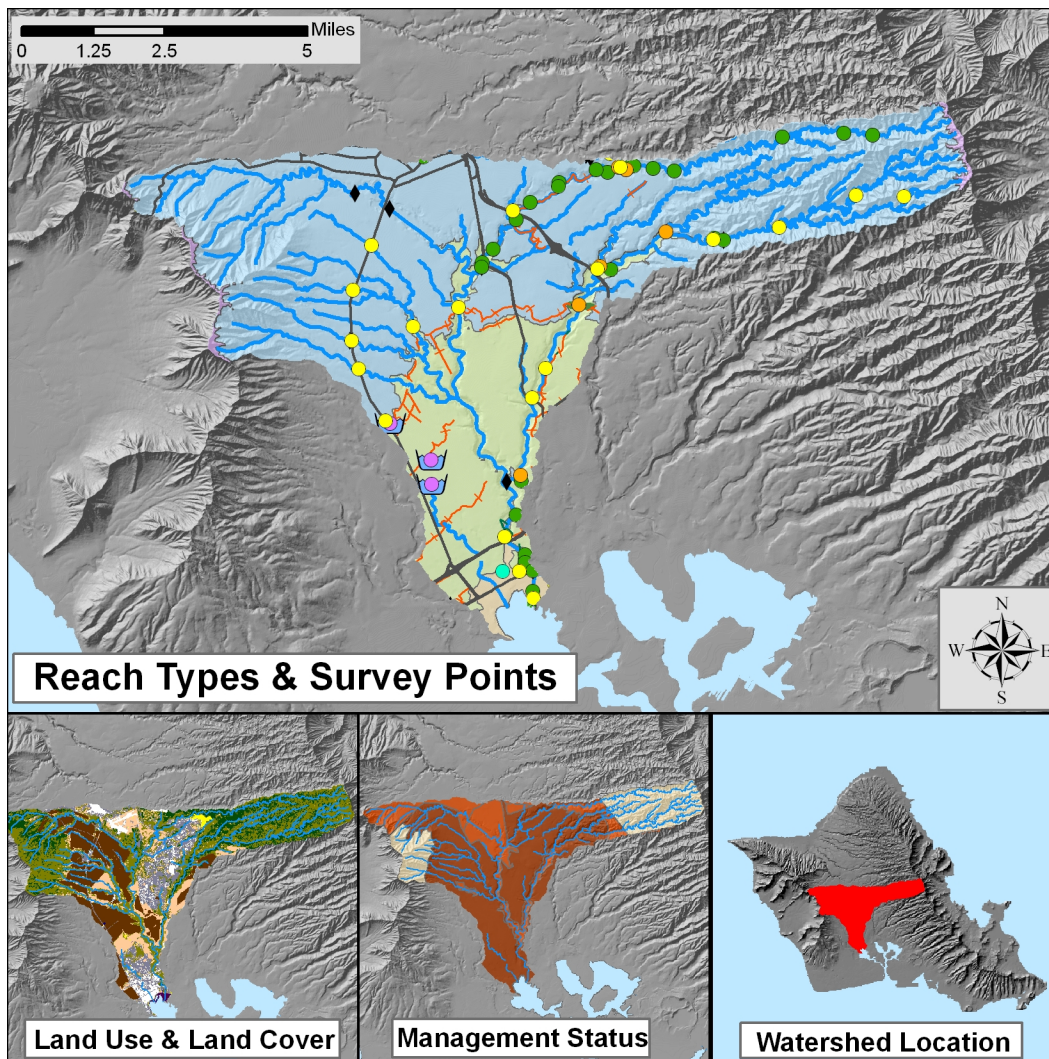 Miles
0 1.25 2.5 5
N
W E
S
Reach Types & Survey Points
Land Use & Land Cover
Management Status
Watershed Location